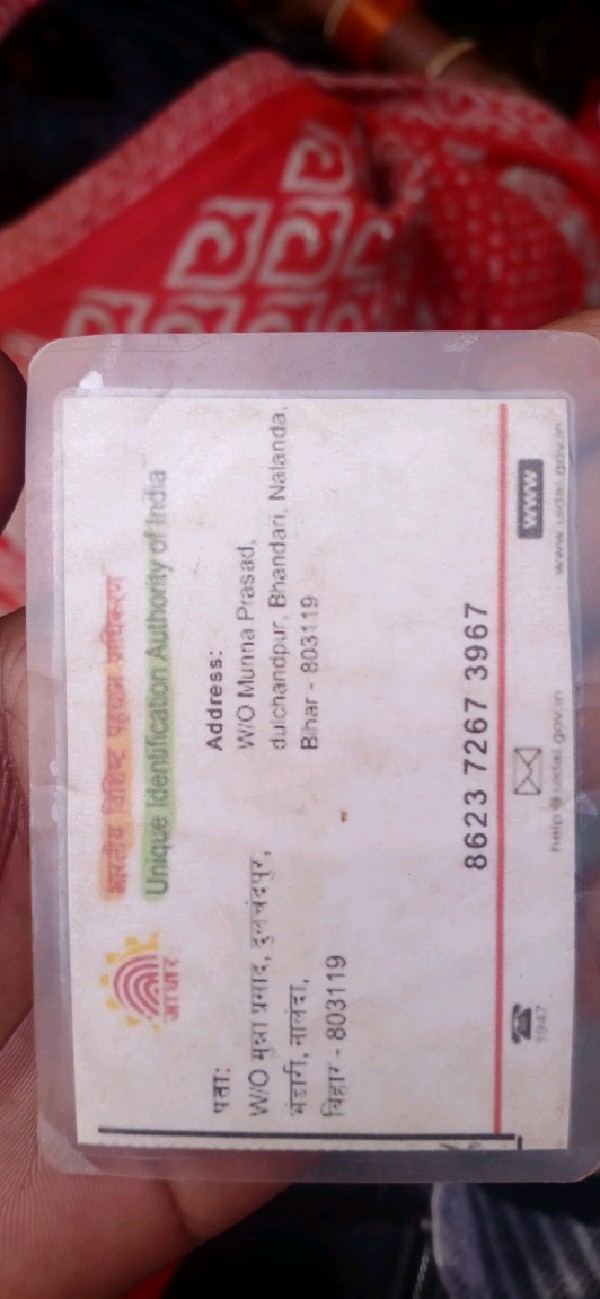 भारतीय विशिष्ट पहचान प्राधिकरण
Unique Identification Authority of India
आधार
पता:
W/O मुन्ना प्रसाद, दुलचंदपुर,
भंडारी, नालंदा,
बिहार - 803119
Address:
W/O Munna Prasad,
dulchandpur, Bhandari, Nalanda,
Bihar - 803119
8623 7267 3967
1947
help@uidai.gov.in
www
www.uidai.gov.in